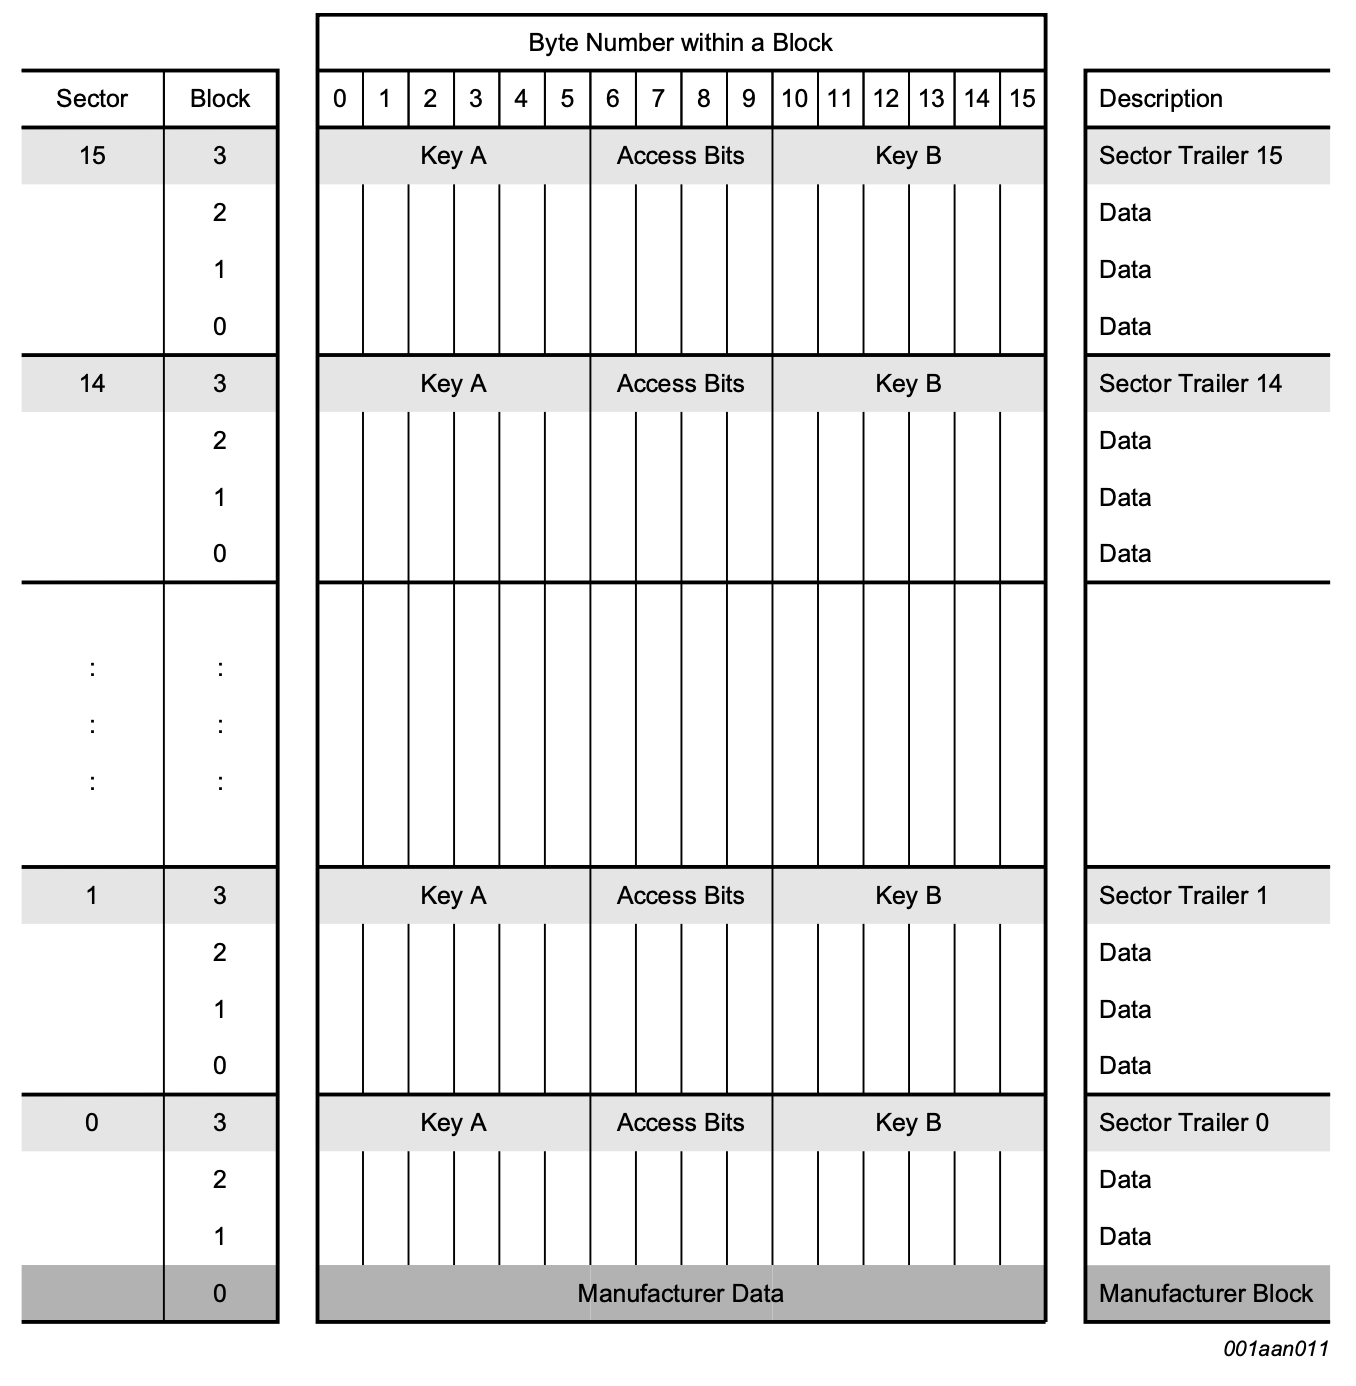 Byte Number within a Block
Sector Block 0 1 2 3 4 5 6 7 8 9 10 11 12 13 14 15 Description
15 3 Key A Access Bits Key B Sector Trailer 15
2 Data
1 Data
0 Data
14 3 Key A Access Bits Key B Sector Trailer 14
2 Data
1 Data
0 Data
: :
: :
: :
1 3 Key A Access Bits Key B Sector Trailer 1
2 Data
1 Data
0 Data
0 3 Key A Access Bits Key B Sector Trailer 0
2 Data
1 Data
0 Manufacturer Data Manufacturer Block
001aan011